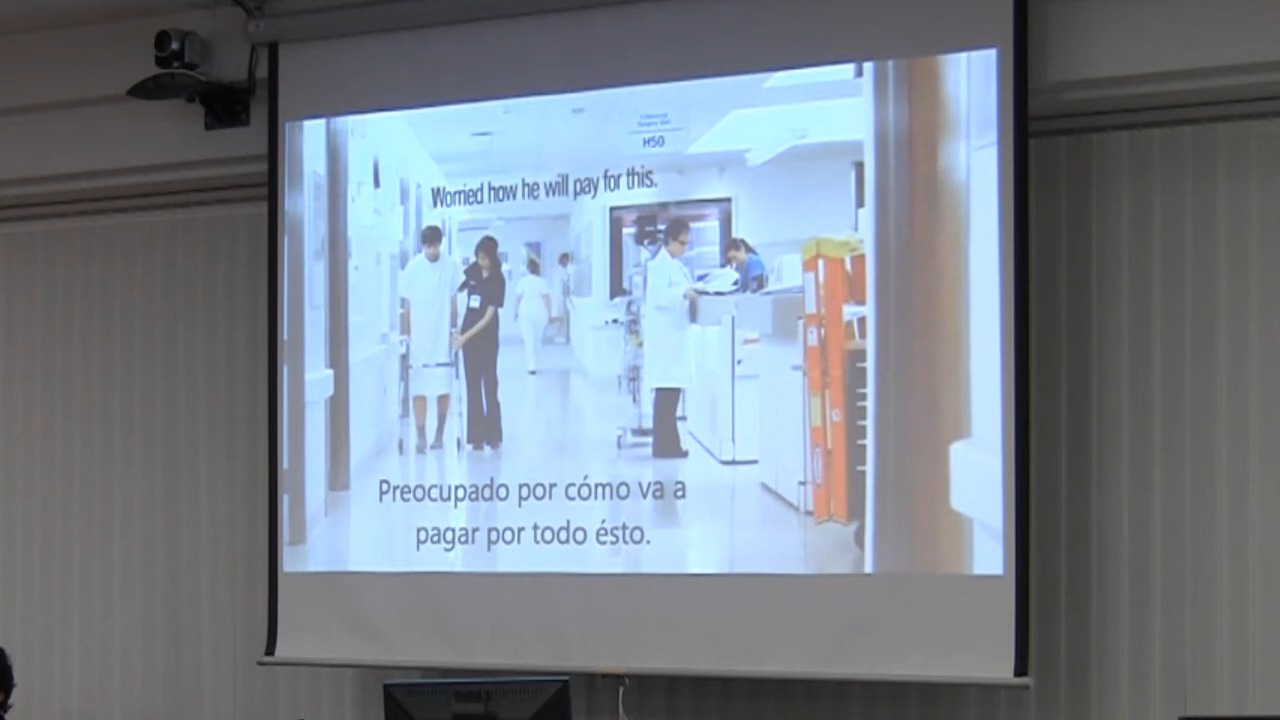 H50
Worried how he will pay for this.
Preocupado por cómo va a
pagar por todo ésto.